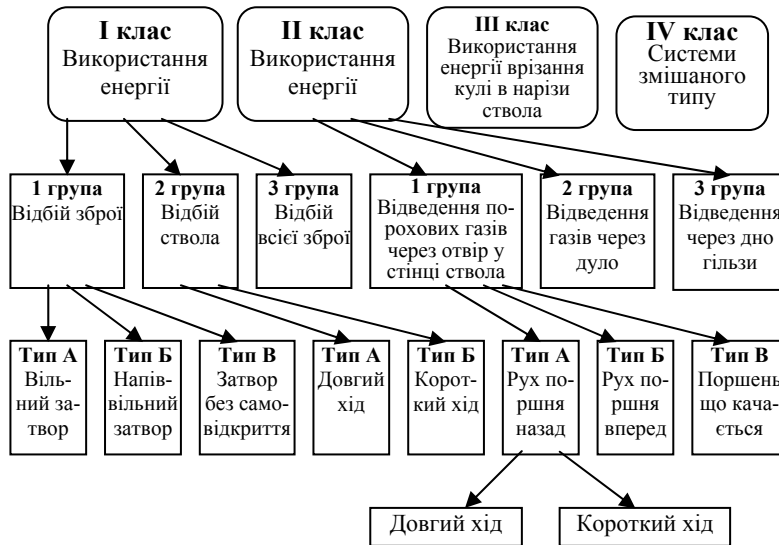 І клас
Використання
енергії
ІІ клас
Використання
енергії
ІІІ клас
Використання
енергії врізання
кулі в нарізи
ствола
IV клас
Системи
змішаного
типу
1 група
Відбій зброї
2 група
Відбій
ствола
3 група
Відбій
всієї зброї
1 група
Відведення по-
рохових газів
через отвір у
стінці ствола
2 група
Відведення
газів через
дуло
3 група
Відведення
через дно
гільзи
Тип А
Віль-
ний за-
твор
Тип Б
Напів-
вільний
затвор
Тип В
Затвор
без само-
відкриття
Тип А
Довгий
хід
Тип Б
Корот-
кий хід
Тип А
Рух по-
ршня
назад
Тип Б
Рух по-
ршня
вперед
Тип В
Поршень,
що кача-
ється
Довгий хід
Короткий хід